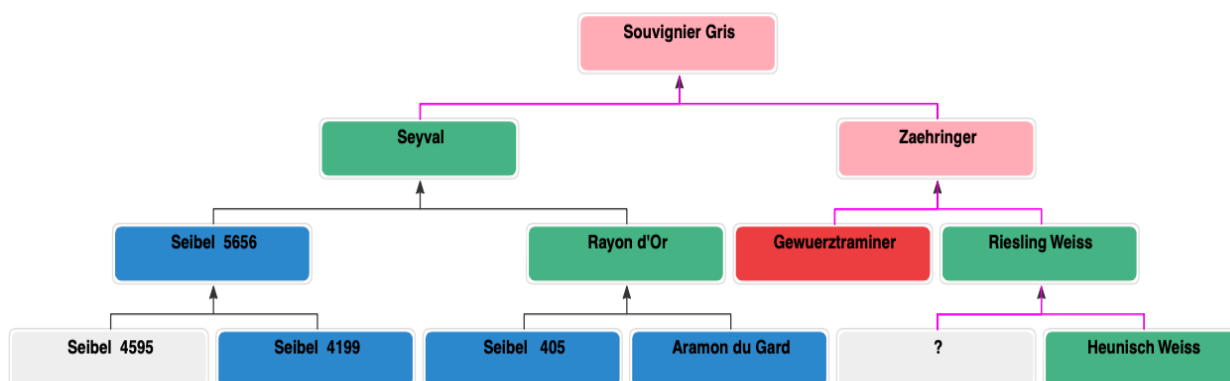 Souvignier Gris
Seyval
Zaehringer
Seibel 5656
Rayon d'Or
Gewuerztraminer
Riesling Weiss
Seibel 4595
Seibel 4199
Seibel 405
Aramon du Gard
?
Heunisch Weiss